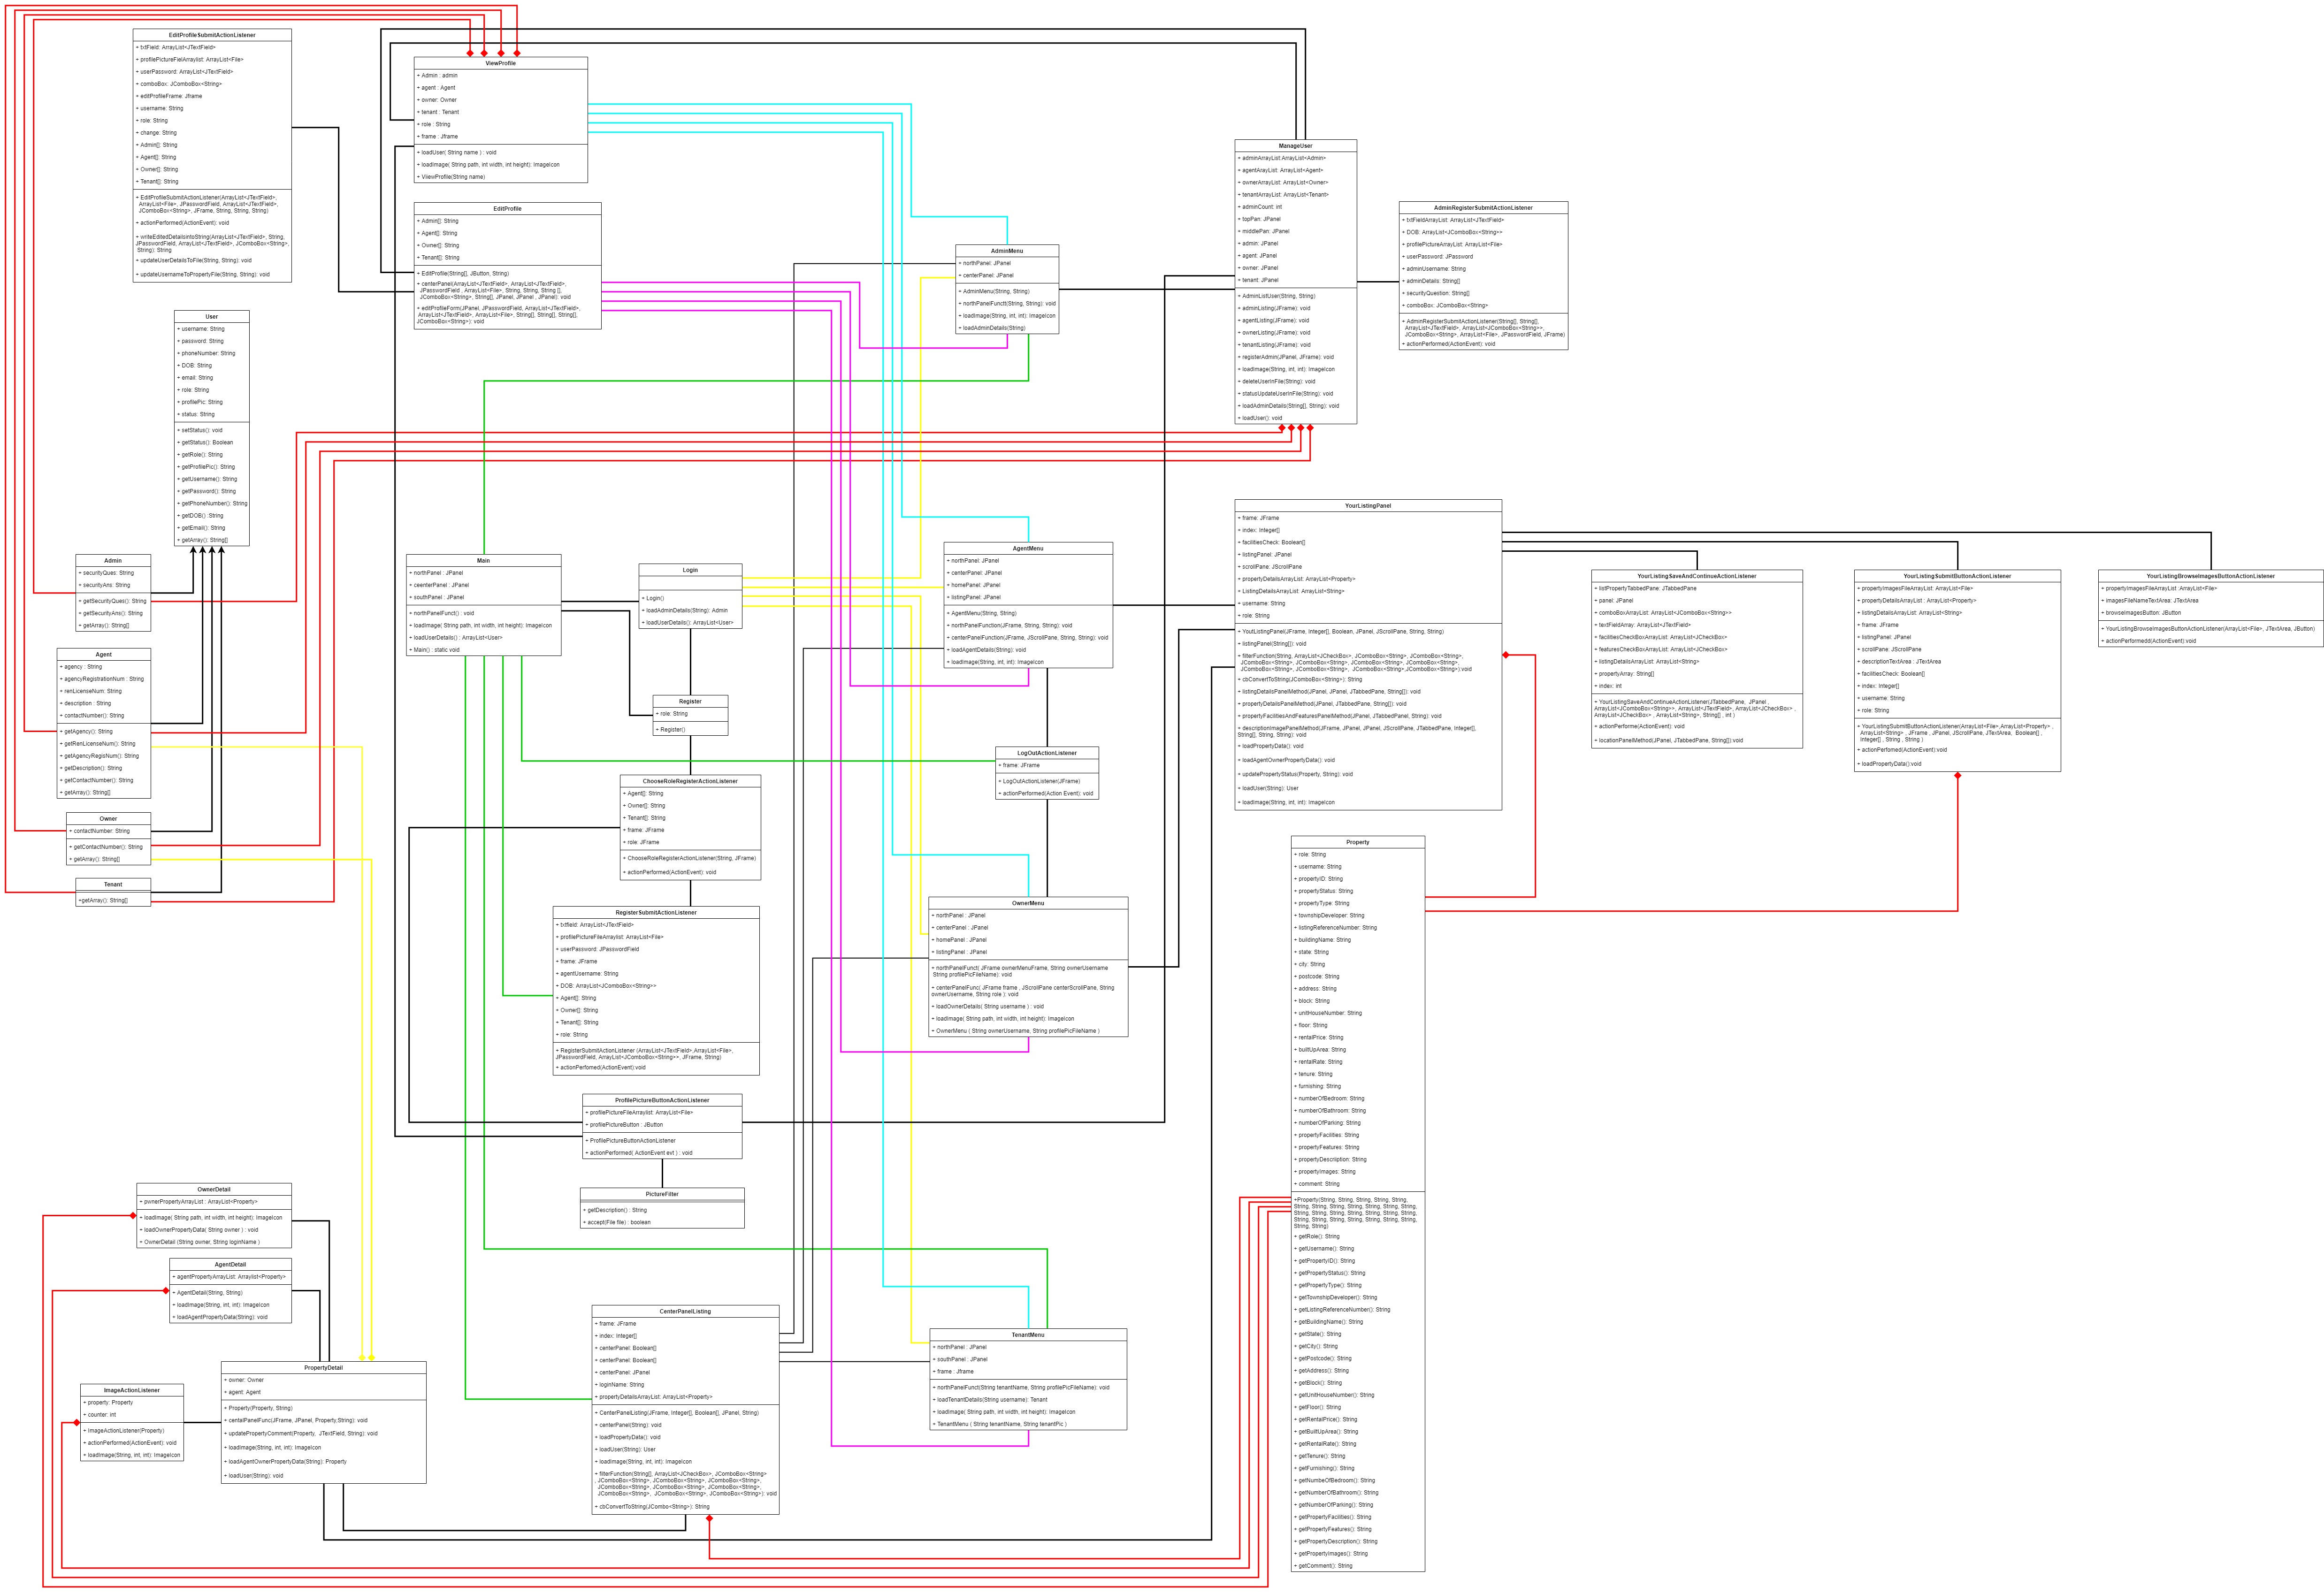 EditProfileSubmitActionListener
+ txtField: ArrayList<JTextField>
+ profilePictureFielArraylist: ArrayList<File>
+ userPassword: ArrayList<JTextField>
+ comboBox: JComboBox<String>
+ editProfileFrame: Jframe
+ username: String
+ role: String
+ change: String
+ Admin[]: String
+ Agent[]: String
+ Owner[]: String
+ Tenant[]: String
+ EditProfileSubmitActionListener(ArrayList<JTextField>,
ArrayList<File>, JPasswordField, ArrayList<JTextField>,
JComboBox<String>, JFrame, String, String, String)
+ actionPerformed(ActionEvent): void
+ writeEditedDetailsintoString(ArrayList<JTextField>, String,
JPasswordField, ArrayList<JTextField>, JComboBox<String>,
String): String
+ updateUserDetailsToFile(String, String): void
+ updateUsernameToPropertyFile(String, String): void
ViewProfile
+ Admin : admin
+ agent : Agent
+ owner: Owner
+ tenant : Tenant
+ role : String
+ frame : Jframe
+ loadUser( String name ) : void
+ loadImage( String path, int width, int height): ImageIcon
+ ViiewProfile(String name)
EditProfile
+ Admin[]: String
+ Agent[]: String
+ Owner[]: String
+ Tenant[]: String
+ EditProfile(String[], JButton, String)
+ centerPanel(ArrayList<JTextField>, ArrayList<JTextField>,
JPasswordField , ArrayList<File>, String, String, String [],
JComboBox<String>, String[], JPanel, JPanel , JPanel): void
+ editProfileForm(JPanel, JPasswordField, ArrayList<JTextField>,
ArrayList<JTextField>, ArrayList<File>, String[], String[], String[],
JComboBox<String>): void
AdminMenu
+ northPanel: JPanel
+ centerPanel: JPanel
+ AdminMenu(String, String)
+ northPanelFunctt(String, String): void
+ loadImage(String, int, int): ImageIcon
+ loadAdminDetails(String)
ManageUser
+ adminArrayList:ArrayList<Admin>
+ agentArayList: ArrayList<Agent>
+ ownerArrayList: ArrayList<Owner>
+ tenantArrayList: ArrayList<Tenant>
+ adminCount: int
+ topPan: JPanel
+ middlePan: JPanel
+ admin: JPanel
+ agent: JPanel
+ owner: JPanel
+ tenant: JPanel
+ AdminListUser(String, String)
+ adminListing(JFrame): void
+ agentListing(JFrame): void
+ ownerListing(JFrame): void
+ tenantListing(JFrame): void
+ registerAdmin(JPanel, JFrame): void
+ loadImage(String, int, int): ImageIcon
+ deleteUserInFile(String): void
+ statusUpdateUserInFile(String): void
+ loadAdminDetails(String[], String): void
+ loadUser(): void
AdminRegisterSubmitActionListener
+ txtFieldArrayList: ArrayList<JTextField>
+ DOB: ArrayList<JComboBox<String>>
+ profilePictureArrayList: ArrayList<File>
+ userPassword: JPassword
+ adminUsername: String
+ adminDetails: String[]
+ securityQuestion: String[]
+ comboBox: JComboBox<String>
+ AdminRegisterSubmitActionListener(String[], String[],
ArrayList<JTextField>, ArrayList<JComboBox<String>>,
JComboBox<String>, ArrayList<File>, JPasswordField, JFrame)
+ actionPerformed(ActionEvent): void
User
+ username: String
+ password: String
+ phoneNumber: String
+ DOB: String
+ email: String
+ role: String
+ profilePic: String
+ status: String
+ setStatus(): void
+ getStatus(): Boolean
+ getRole(): String
+ getProfilePic(): String
+ getUsername(): String
+ getPassword(): String
+ getPhoneNumber(): String
+ getDOB() :String
+ getEmail(): String
+ getArray(): String[]
Admin
+ securityQues: String
+ securityAns: String
+ getSecurityQues(): String
+ getSecurityAns(): String
+ getArray(): String[]
Agent
+ agency : String
+ agencyRegistrationNum : String
+ renLicenseNum: String
+ description : String
+ contactNumber(): String
+ getAgency(): String
+ getRenLicenseNum(): String
+ getAgencyRegisNum(): String
+ getDescription(): String
+ getContactNumber(): String
+ getArray(): String[]
Owner
+ contactNumber: String
+ getContactNumber(): String
+ getArray(): String[]
Tenant
+getArray(): String[]
Main
+ northPanel : JPanel
+ ceenterPanel : JPanel
+ southPanel : JPanel
+ northPanelFunct() : void
+ loadImage( String path, int width, int height): ImageIcon
+ loadUserDetails() : ArrayList<User>
+ Main() : static void
Login
+ Login()
+ loadAdminDetails(String): Admin
+ loadUserDetails(): ArrayList<User>
Register
+ role: String
+ Register()
ChooseRoleRegisterActionListener
+ Agent[]: String
+ Owner[]: String
+ Tenant[]: String
+ frame: JFrame
+ role: JFrame
+ ChooseRoleRegisterActionListener(String, JFrame)
+ actionPerformed(ActionEvent): void
RegisterSubmitActionListener
+ txtfield: ArrayList<JTextField>
+ profilePictureFileArraylist: ArrayList<File>
+ userPassword: JPasswordField
+ frame: JFrame
+ agentUsername: String
+ DOB: ArrayList<JComboBox<String>>
+ Agent[]: String
+ Owner[]: String
+ Tenant[]: String
+ role: String
+ RegisterSubmitActionListener (ArrayList<JTextField>,ArrayList<File>,
JPasswordField, ArrayList<JComboBox<String>>, JFrame, String)
+ actionPerfomed(ActionEvent):void
ProfilePictureButtonActionListener
+ profilePictureFileArraylist: ArrayList<File>
+ profilePictureButton : JButton
+ ProfilePictureButtonActionListener
+ actionPerformed( ActionEvent evt ) : void
PictureFilter
+ getDescription() : String
+ accept(File file) : boolean
AgentMenu
+ northPanel: JPanel
+ centerPanel: JPanel
+ homePanel: JPanel
+ listingPanel: JPanel
+ AgentMenu(String, String)
+ northPanelFunction(JFrame, String, String): void
+ centerPanelFunction(JFrame, JScrollPane, String, String): void
+ loadAgentDetails(String): void
+ loadImage(String, int, int): ImageIcon
LogOutActionListener
+ frame: JFrame
+ LogOutActionListener(JFrame)
+ actionPerformed(Action Event): void
OwnerMenu
+ northPanel : JPanel
+ centerPanel : JPanel
+ homePanel : JPanel
+ listingPanel : JPanel
+ northPanelFunct( JFrame ownerMenuFrame, String ownerUsername
String profilePicFileName): void
+ centerPanelFunc( JFrame frame , JScrollPane centerScrollPane, String
ownerUsername, String role ): void
+ loadOwnerDetails( String username ) : void
+ loadImage( String path, int width, int height): ImageIcon
+ OwnerMenu ( String ownerUsername, String profilePicFileName )
TenantMenu
+ northPanel : JPanel
+ southPanel : JPanel
+ frame : Jframe
+ northPanelFunct(String tenantName, String profilePicFileName): void
+ loadTenantDetails(String username): Tenant
+ loadImage( String path, int width, int height): ImageIcon
+ TenantMenu ( String tenantName, String tenantPic )
YourListingPanel
+ frame: JFrame
+ index: Integer[]
+ facilitiesCheck: Boolean[]
+ listingPanel: JPanel
+ scrollPane: JScrollPane
+ propertyDetailsArrayList: ArrayList<Property>
+ ListingDetailsArrayList: ArrayList<String>
+ username: String
+ role: String
+ YoutListingPanel(JFrame, Integer[], Boolean, JPanel, JScrollPane, String, String)
+ listingPanel(String[]): void
+ filterFunction(String, ArrayList<JCheckBox>, JComboBox<String>, JComboBox<String>,
JComboBox<String>, JComboBox<String>, JComboBox<String>, JComboBox<String>,
JComboBox<String>, JComboBox<String>, JComboBox<String>,JComboBox<String>):void
+ cbConvertToString(JComboBox<String>): String
+ listingDetailsPanelMethod(JPanel, JPanel, JTabbedPane, String[]): void
+ propertyDetailsPanelMethod(JPanel, JTabbedPane, String[]): void
+ propertyFacilitiesAndFeaturesPanelMethod(JPanel, JTabbedPanel, String): void
+ descriptionImagePanelMethod(JFrame, JPanel, JPanel, JScrollPane, JTabbedPane, Integer[],
String[], String, String): void
+ loadPropertyData(): void
+ loadAgentOwnerPropertyData(): void
+ updatePropertyStatus(Property, String): void
+ loadUser(String): User
+ loadImage(String, int, int): ImageIcon
YourListingSaveAndContinueActionListener
+ listPropertyTabbedPane: JTabbedPane
+ panel: JPanel
+ comboBoxArrayList: ArrayList<JComboBox<String>>
+ textFieldArray: ArrayList<JTextField>
+ facilitiesCheckBoxArrayList: ArrayList<JCheckBox>
+ featuresCheckBoxArrayList: ArrayList<JCheckBox>
+ listingDetailsArrayList: ArrayList<String>
+ propertyArray: String[]
+ index: int
+ YourListingSaveAndContinueActionListener(JTabbedPane, JPanel ,
ArrayList<JComboBox<String>>, ArrayList<JTextField>, ArrayList<JCheckBox> ,
ArrayList<JCheckBox> , ArrayList<String>, String[] , int )
+ actionPerforme(ActionEvent): void
+ locationPanelMethod(JPanel, JTabbedPane, String[]):void
YourListingSubmitButtonActionListener
+ propertyImagesFileArrayList: ArrayList<File>
+ propertyDetailsArrayList : ArrayList<Property>
+ listingDetailsArrayList: ArrayList<String>
+ frame: JFrame
+ listingPanel: JPanel
+ scrollPane: JScrollPane
+ descriptionTextArea : JTextArea
+ facilitiesCheck: Boolean[]
+ index: Integer[]
+ username: String
+ role: String
+ YourListingSubmitButtonActionListener(ArrayList<File>,ArrayList<Property> ,
ArrayList<String> , JFrame , JPanel, JScrollPane, JTextArea, Boolean[] ,
Integer[] , String , String )
+ actionPerfomed(ActionEvent):void
+ loadPropertyData():void
YourListingBrowseImagesButtonActionListener
+ propertyImagesFileArrayList :ArrayList<File>
+ imagesFileNameTextArea: JTextArea
+ browseImagesButton: JButton
+ YourListingBrowseImagesButtonActionListener(ArrayList<File>, JTextArea, JButton)
+ actionPerformedd(ActionEvent):void
Property
+ role: String
+ username: String
+ propertyID: String
+ propertyStatus: String
+ propertyType: String
+ townshipDeveloper: String
+ listingReferenceNumber: String
+ buildingName: String
+ state: String
+ city: String
+ postcode: String
+ address: String
+ block: String
+ unitHouseNumber: String
+ floor: String
+ rentalPrice: String
+ builtUpArea: String
+ rentalRate: String
+ tenure: String
+ furnishing: String
+ numberOfBedroom: String
+ numberOfBathroom: String
+ numberOfParking: String
+ propertyFacilities: String
+ propertyFeatures: String
+ propertyDescriiption: String
+ propertyImages: String
+ comment: String
+Property(String, String, String, String, String,
String, String, String, String, String, String, String,
String, String, String, String, String, String, String,
String, String, String, String, String, String, String,
String, String)
+ getRole(): String
+ getUsername(): String
+ getPropertyID(): String
+ getPropertyStatus(): String
+ getPropertyType(): String
+ getTownshipDeveloper(): String
+ getListingReferenceNumber(): String
+ getBuildingName(): String
+ getState(): String
+ getCity(): String
+ getPostcode(): String
+ getAddress(): String
+ getBlock(): String
+ getUnitHouseNumber(): String
+ getFloor(): String
+ getRentalPrice(): String
+ getBuiltUpArea(): String
+ getRentalRate(): String
+ getTenure(): String
+ getFurnishing(): String
+ getNumbeOfBedroom(): String
+ getNumberOfBathroom(): String
+ getNumberOfParking(): String
+ getPropertyFacilities(): String
+ getPropertyFeatures(): String
+ getPropertyDescription(): String
+ getPropertyImages(): String
+ getComment(): String
OwnerDetail
+ pwnerPropertyArrayList : ArrayList<Property>
+ loadImage( String path, int width, int height): ImageIcon
+ loadOwnerPropertyData( String owner ) : void
+ OwnerDetail (String owner, String loginName )
AgentDetail
+ agentPropertyArrayList: Arraylist<Property>
+ AgentDetail(String, String)
+ loadImage(String, int, int): ImageIcon
+ loadAgentPropertyData(String): void
PropertyDetail
+ owner: Owner
+ agent: Agent
+ Property(Property, String)
+ centalPanelFunc(JFrame, JPanel, Property,String): void
+ updatePropertyComment(Property, JTextField, String): void
+ loadImage(String, int, int): ImageIcon
+ loadAgentOwnerPropertyData(String): Property
+ loadUser(String): void
ImageActionListener
+ property: Property
+ counter: int
+ ImageActionListener(Property)
+ actionPerformed(ActionEvent): void
+ loadImage(String, int, int): ImageIcon
CenterPanelListing
+ frame: JFrame
+ index: Integer[]
+ centerPanel: Boolean[]
+ centerPanel: Boolean[]
+ centerPanel: JPanel
+ loginName: String
+ propertyDetailsArrayList: ArrayList<Property>
+ CenterPanelListing(JFrame, Integer[], Boolean[], JPanel, String)
+ centerPanel(String): void
+ loadPropertyData(): void
+ loadUser(String): User
+ loadImage(String, int, int): ImageIcon
+ filterFunction(String[], ArrayList<JCheckBox>, JComboBox<String>
JComboBox<String>, JComboBox<String>, JComboBox<String>,
JComboBox<String>, JComboBox<String>, JComboBox<String>,
JComboBox<String>, JComboBox<String>, JComboBox<String>): void
+ cbConvertToString(JCombo<String>): String